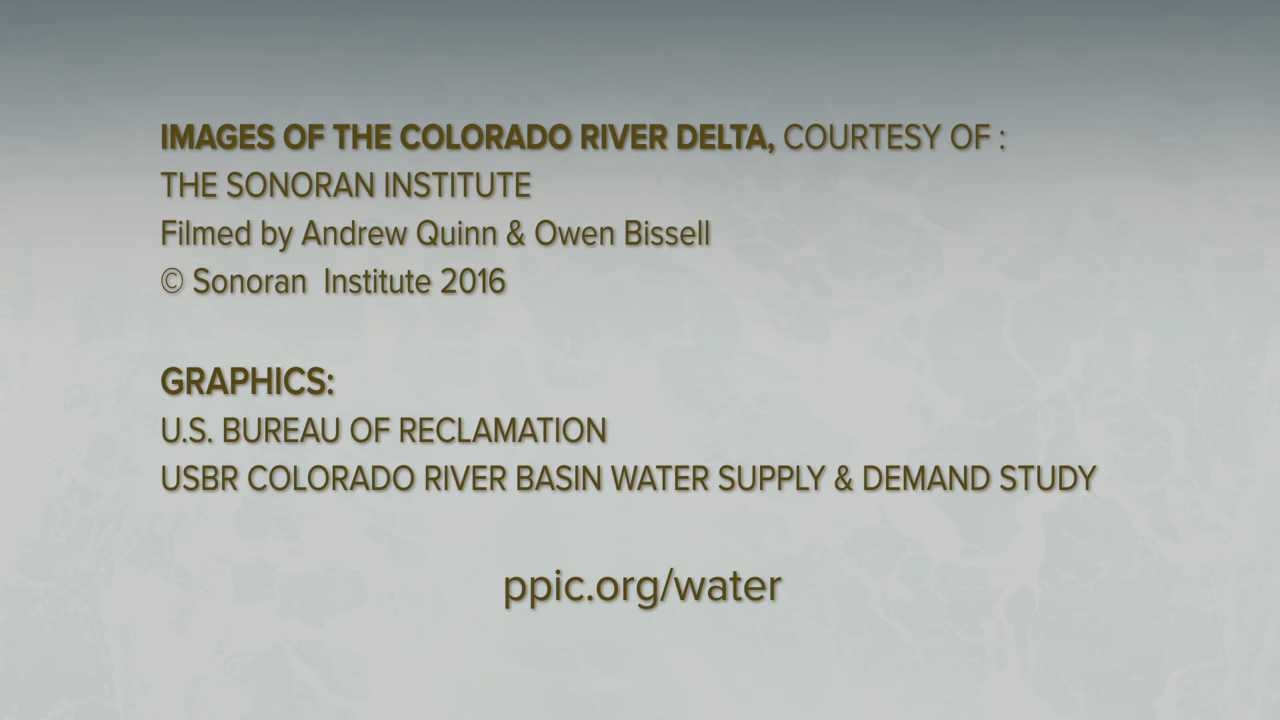 IMAGES OF THE COLORADO RIVER DELTA, COURTESY OF :
THE SONORAN INSTITUTE
Filmed by Andrew Quinn & Owen Bissell
© Sonoran  Institute 2016
GRAPHICS:
U.S. BUREAU OF RECLAMATION
USBR COLORADO RIVER BASIN WATER SUPPLY & DEMAND STUDY
ppic.org/water